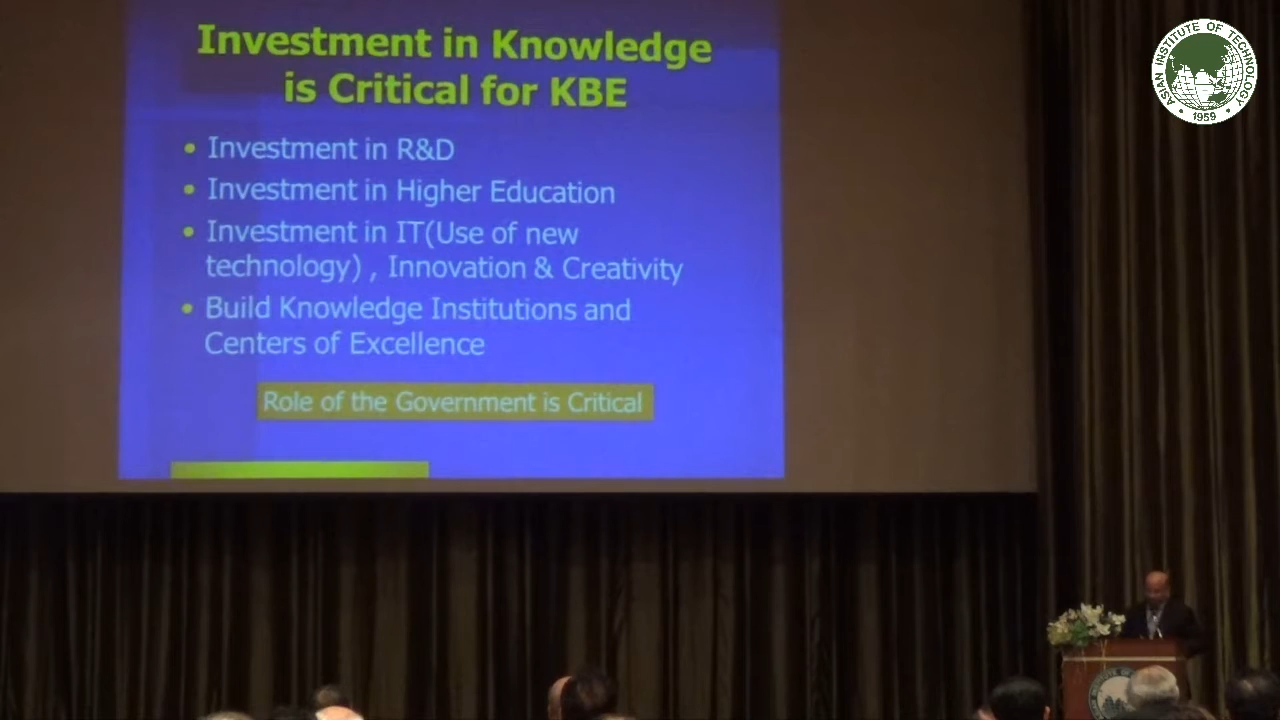 Investment in Knowledge
is Critical for KBE
• Investment in R&D
• Investment in Higher Education
• Investment in IT(Use of new
technology) , Innovation & Creativity
• Build Knowledge Institutions and
Centers of Excellence
Role of the Government is Critical
ASIAN INSTITUTE OF TECHNOLOGY
• 1959 •